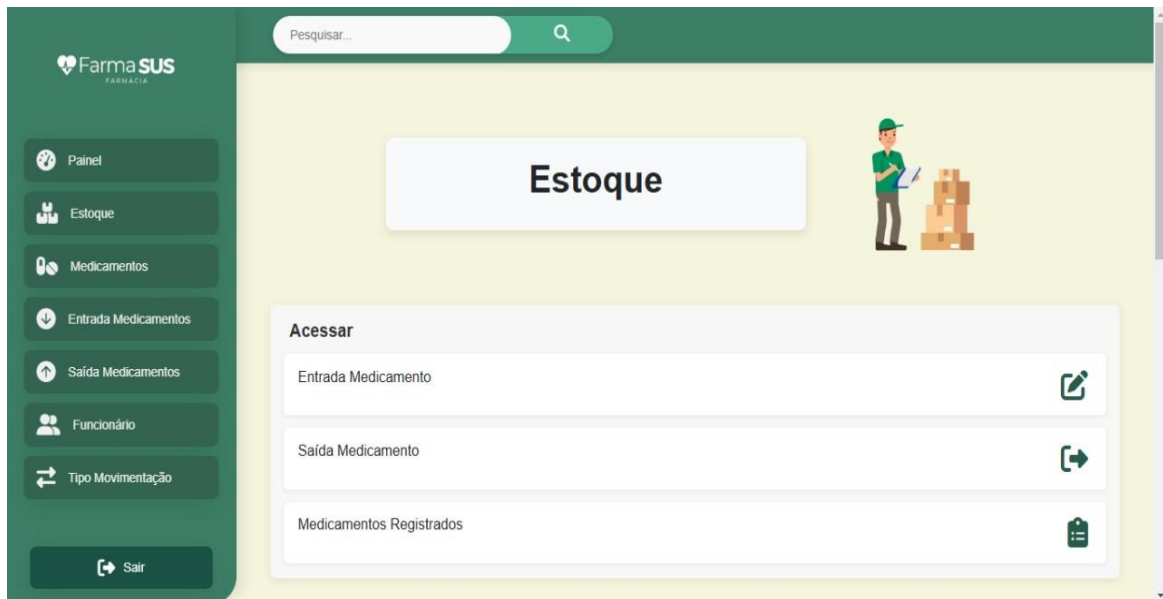 Farma SUS
FARMÁCIA
Pesquisar...
Painel
Estoque
Medicamentos
Entrada Medicamentos
Saída Medicamentos
Funcionário
Tipo Movimentação
Sair
Estoque
Acessar
Entrada Medicamento
Saída Medicamento
Medicamentos Registrados